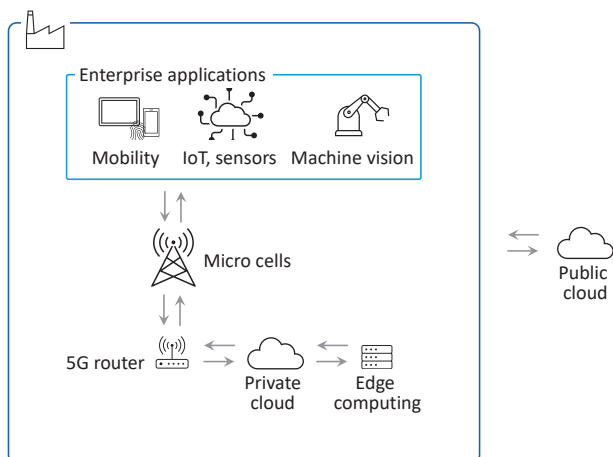 Enterprise applications
Mobility
IoT, sensors
Machine vision
Micro cells
Public
cloud
5G router
Private
cloud
Edge
computing